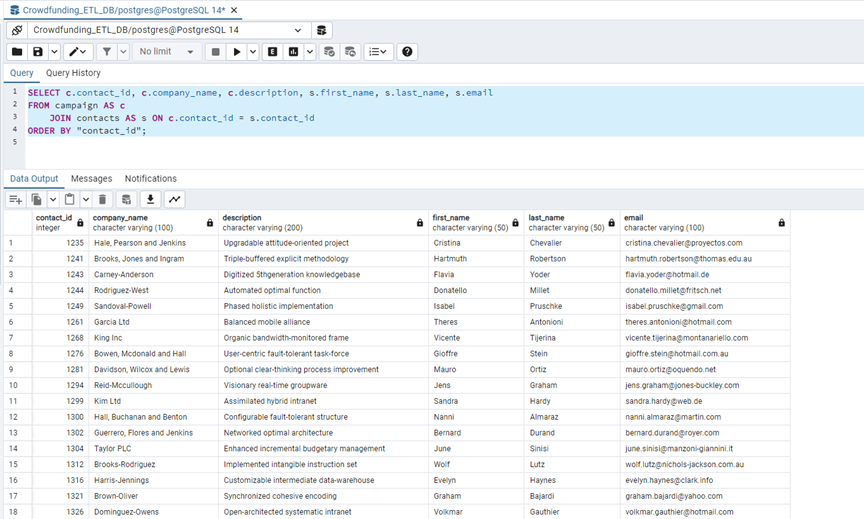 Crowdfunding_ETL_DB/postgres@PostgreSQL 14*
Crowdfunding_ETL_DB/postgres@PostgreSQL 14
No limit
E
Query Query History
1 SELECT c.contact_id, c.company_name, c.description, s.first_name, s.last_name, s.email
2 FROM campaign AS c
3 JOIN contacts AS s ON c.contact_id = s.contact_id
4 ORDER BY "contact_id";
5
Data Output Messages Notifications
contact_id company_name description first_name last_name email
integer character varying (100) character varying (200) character varying (50) character varying (50) character varying (100)
1 1235 Hale, Pearson and Jenkins Upgradable attitude-oriented project Cristina Chevalier cristina.chevalier@proyectos.com
2 1241 Brooks, Jones and Ingram Triple-buffered explicit methodology Hartmuth Robertson hartmuth.robertson@thomas.edu.au
3 1243 Carney-Anderson Digitized 5thgeneration knowledgebase Flavia Yoder flavia.yoder@hotmail.de
4 1244 Rodriguez-West Automated optimal function Donatello Millet donatello.millet@fritsch.net
5 1249 Sandoval-Powell Phased holistic implementation Isabel Pruschke isabel.pruschke@gmail.com
6 1261 Garcia Ltd Balanced mobile alliance Theres Antonioni theres.antonioni@hotmail.com
7 1268 King Inc Organic bandwidth-monitored frame Vicente Tijerina vicente.tijerina@montanariello.com
8 1276 Bowen, Mcdonald and Hall User-centric fault-tolerant task-force Gioffre Stein gioffre.stein@hotmail.com.au
9 1281 Davidson, Wilcox and Lewis Optional clear-thinking process improvement Mauro Ortiz mauro.ortiz@oquendo.net
10 1294 Reid-Mccullough Visionary real-time groupware Jens Graham jens.graham@jones-buckley.com
11 1299 Kim Ltd Assimilated hybrid intranet Sandra Hardy sandra.hardy@web.de
12 1300 Hall, Buchanan and Benton Configurable fault-tolerant structure Nanni Almaraz nanni.almaraz@martin.com
13 1302 Guerrero, Flores and Jenkins Networked optimal architecture Bernard Durand bernard.durand@royer.com
14 1304 Taylor PLC Enhanced incremental budgetary management June Sinisi june.sinisi@manzoni-giannini.it
15 1312 Brooks-Rodriguez Implemented intangible instruction set Wolf Lutz wolf.lutz@nichols-jackson.com.au
16 1316 Harris-Jennings Customizable intermediate data-warehouse Evelyn Haynes evelyn.haynes@clark.info
17 1321 Brown-Oliver Synchronized cohesive encoding Graham Bajardi graham.bajardi@yahoo.com
18 1326 Dominguez-Owens Open-architected systematic intranet Volkmar Gauthier volkmar.gauthier@hotmail.com